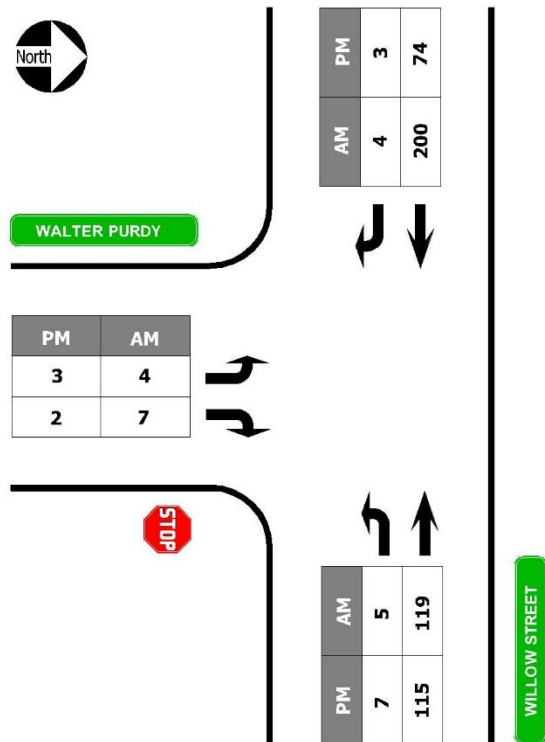 North
PM 3 74
AM 4 200
WALTER PURDY
PM AM
3 4
2 7
STOP
AM 5 119
PM 7 115
WILLOW STREET